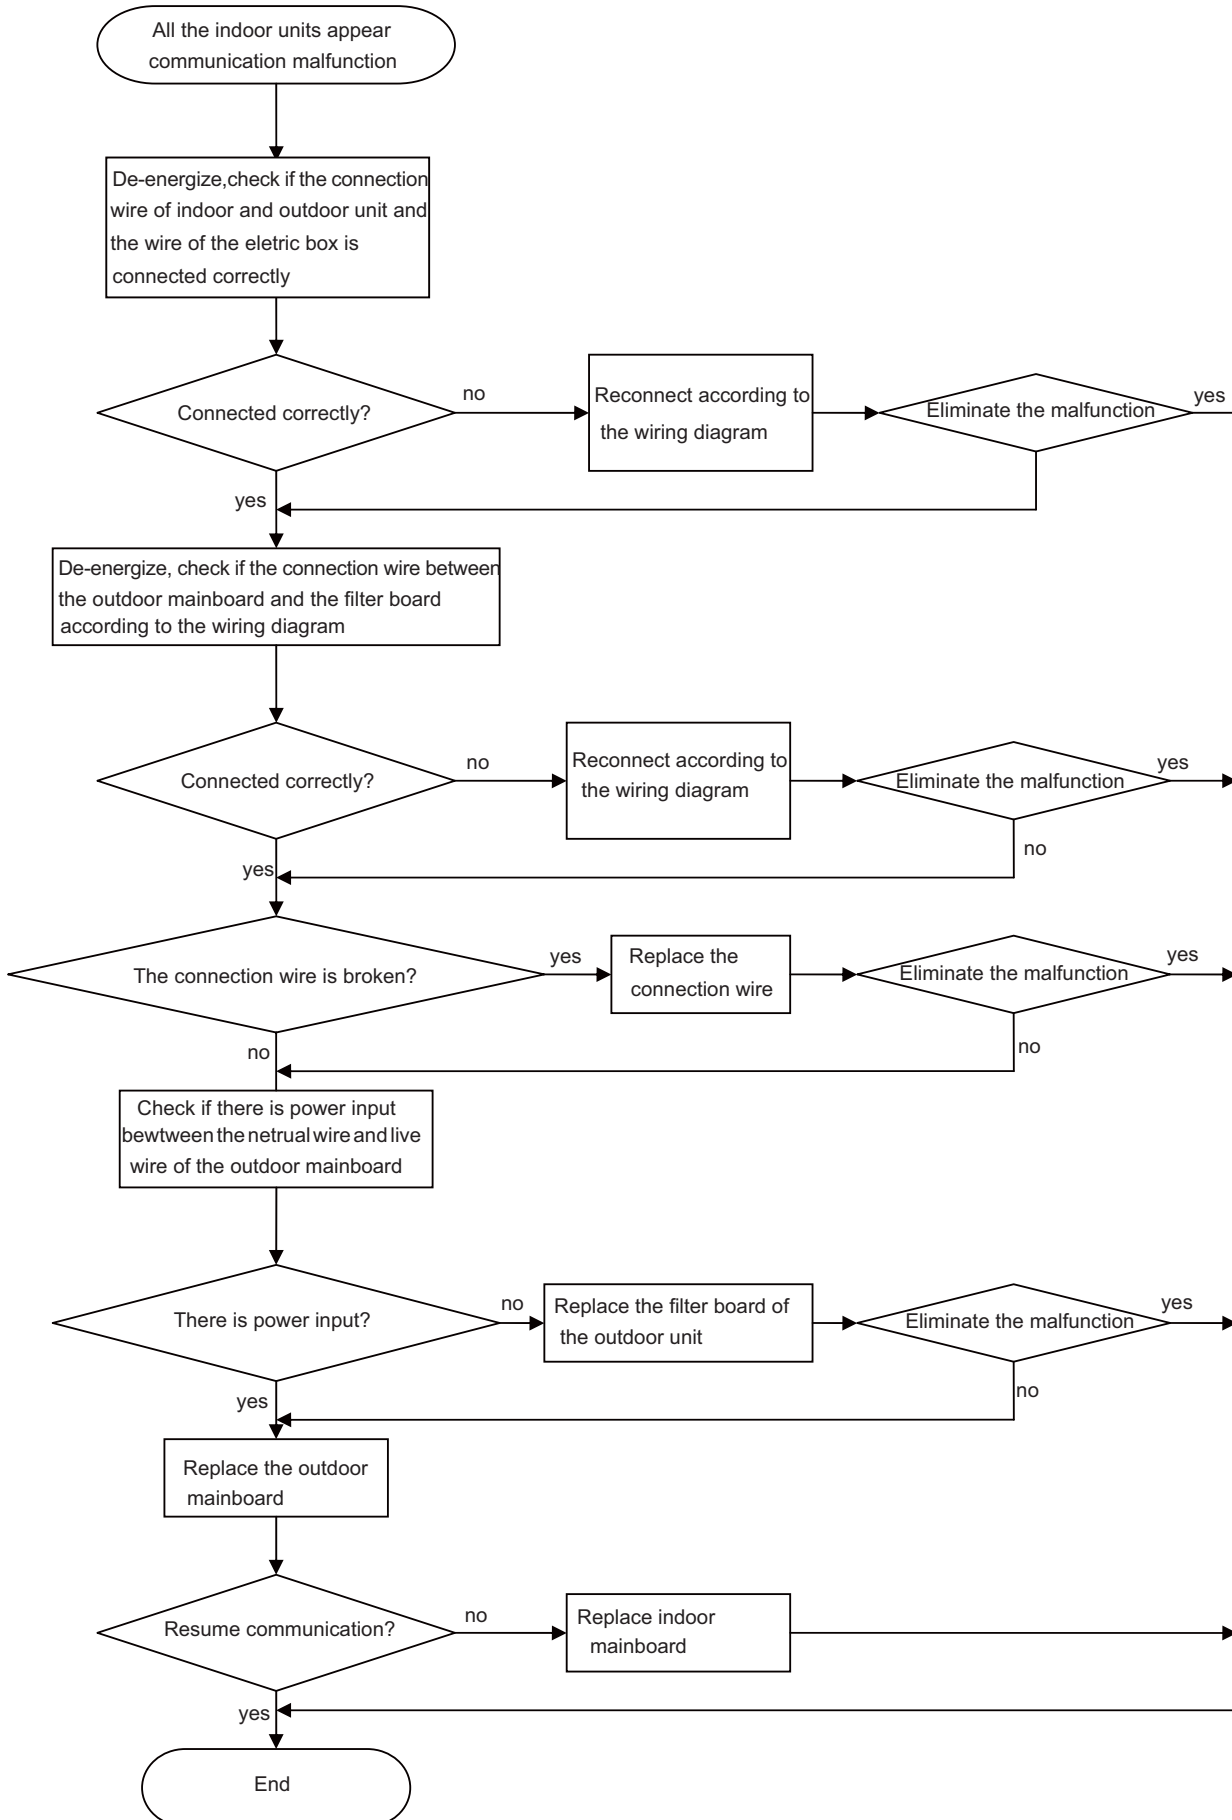 All the indoor units appear
communication malfunction
De-energize,check if the connection
wire of indoor and outdoor unit and
the wire of the eletric box is
connected correctly
Connected correctly?
no
Reconnect according to
the wiring diagram
Eliminate the malfunction
yes
yes
De-energize, check if the connection wire between
the outdoor mainboard and the filter board
according to the wiring diagram
Connected correctly?
no
Reconnect according to
the wiring diagram
Eliminate the malfunction
yes
no
yes
The connection wire is broken?
yes
Replace the
connection wire
Eliminate the malfunction
yes
no
no
Check if there is power input
bewtween the netrual wire and live
wire of the outdoor mainboard
There is power input?
no
Replace the filter board of
the outdoor unit
Eliminate the malfunction
yes
no
yes
Replace the outdoor
mainboard
Resume communication?
no
Replace indoor
mainboard
yes
End